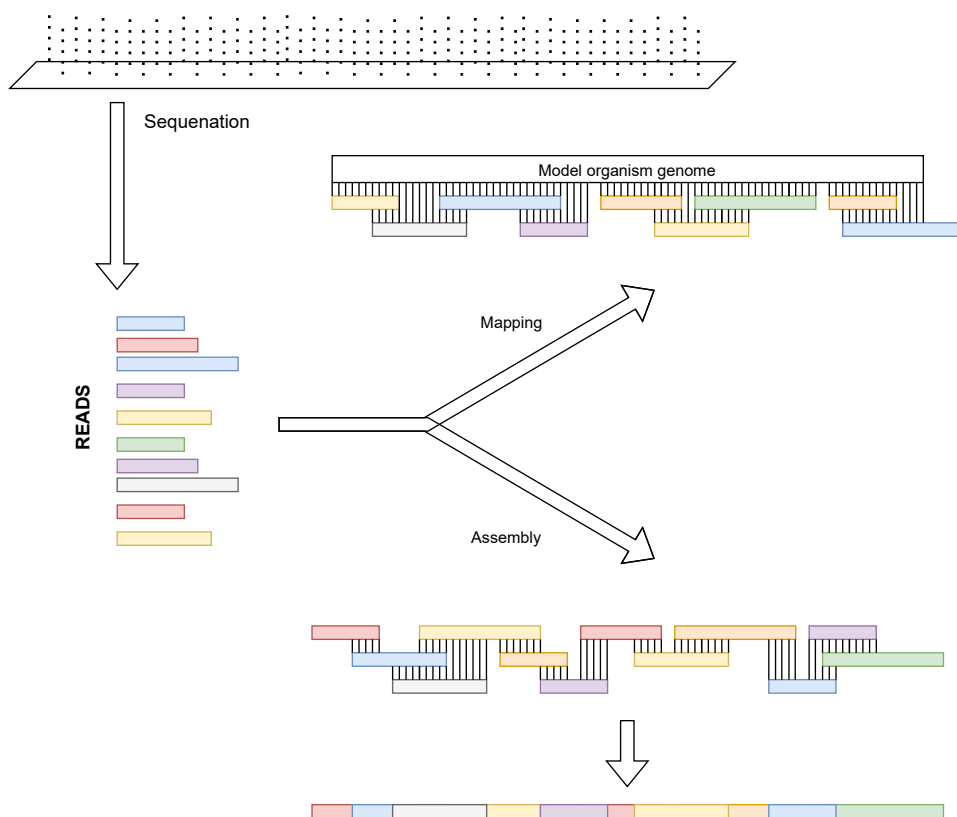 Sequenation
Model organism genome
Mapping
READS
Assembly